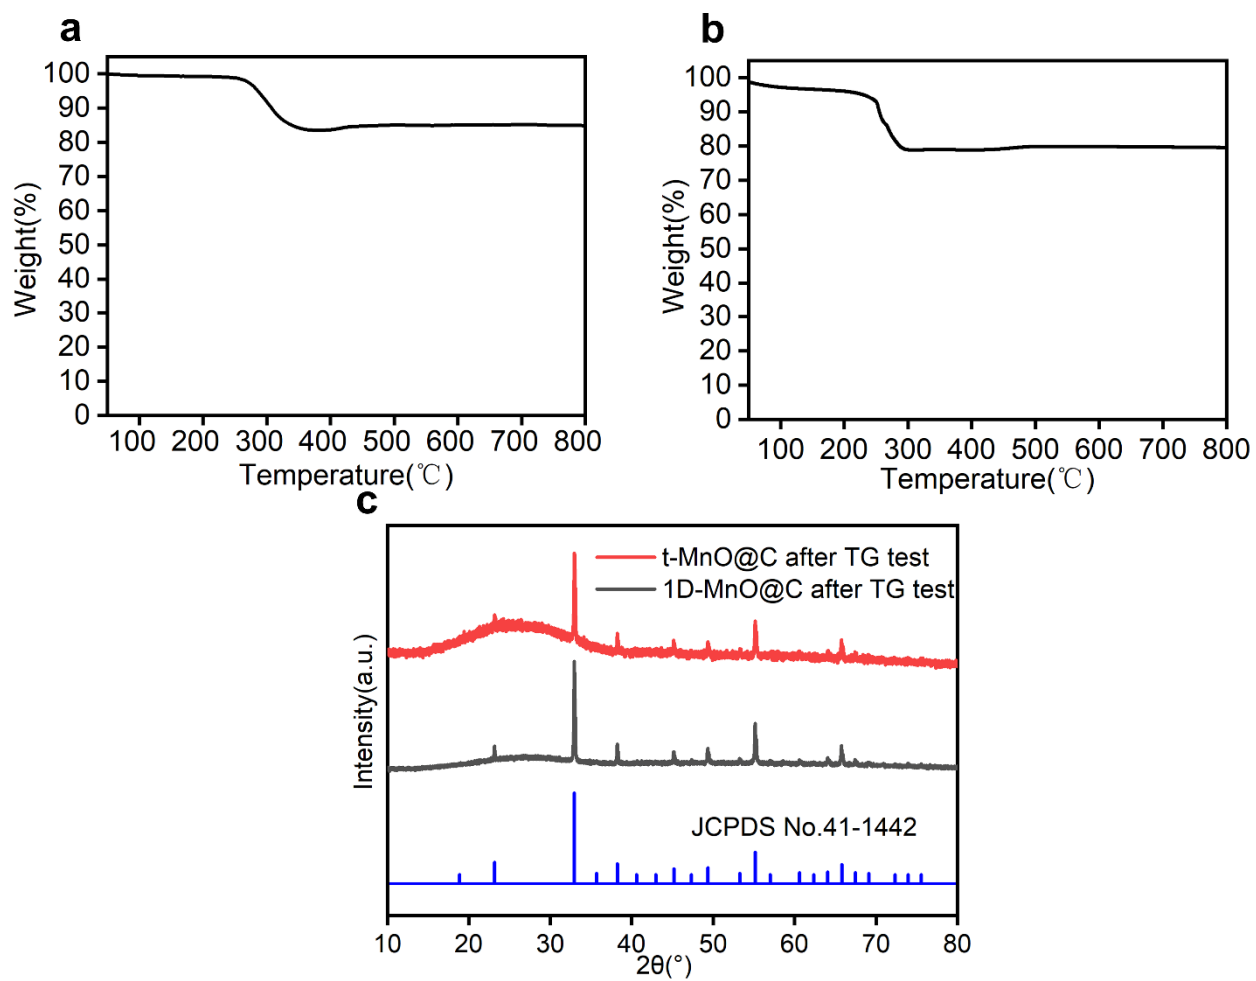 a
100
90
80
70
60
50
40
30
20
10
0
Weight(%)
100 200 300 400 500 600 700 800
Temperature(℃)
b
100
90
80
70
60
50
40
30
20
10
0
Weight(%)
100 200 300 400 500 600 700 800
Temperature(℃)
c
t-MnO@C after TG test
1D-MnO@C after TG test
JCPDS No.41-1442
Intensity(a.u.)
10 20 30 40 50 60 70 80
2θ(°)